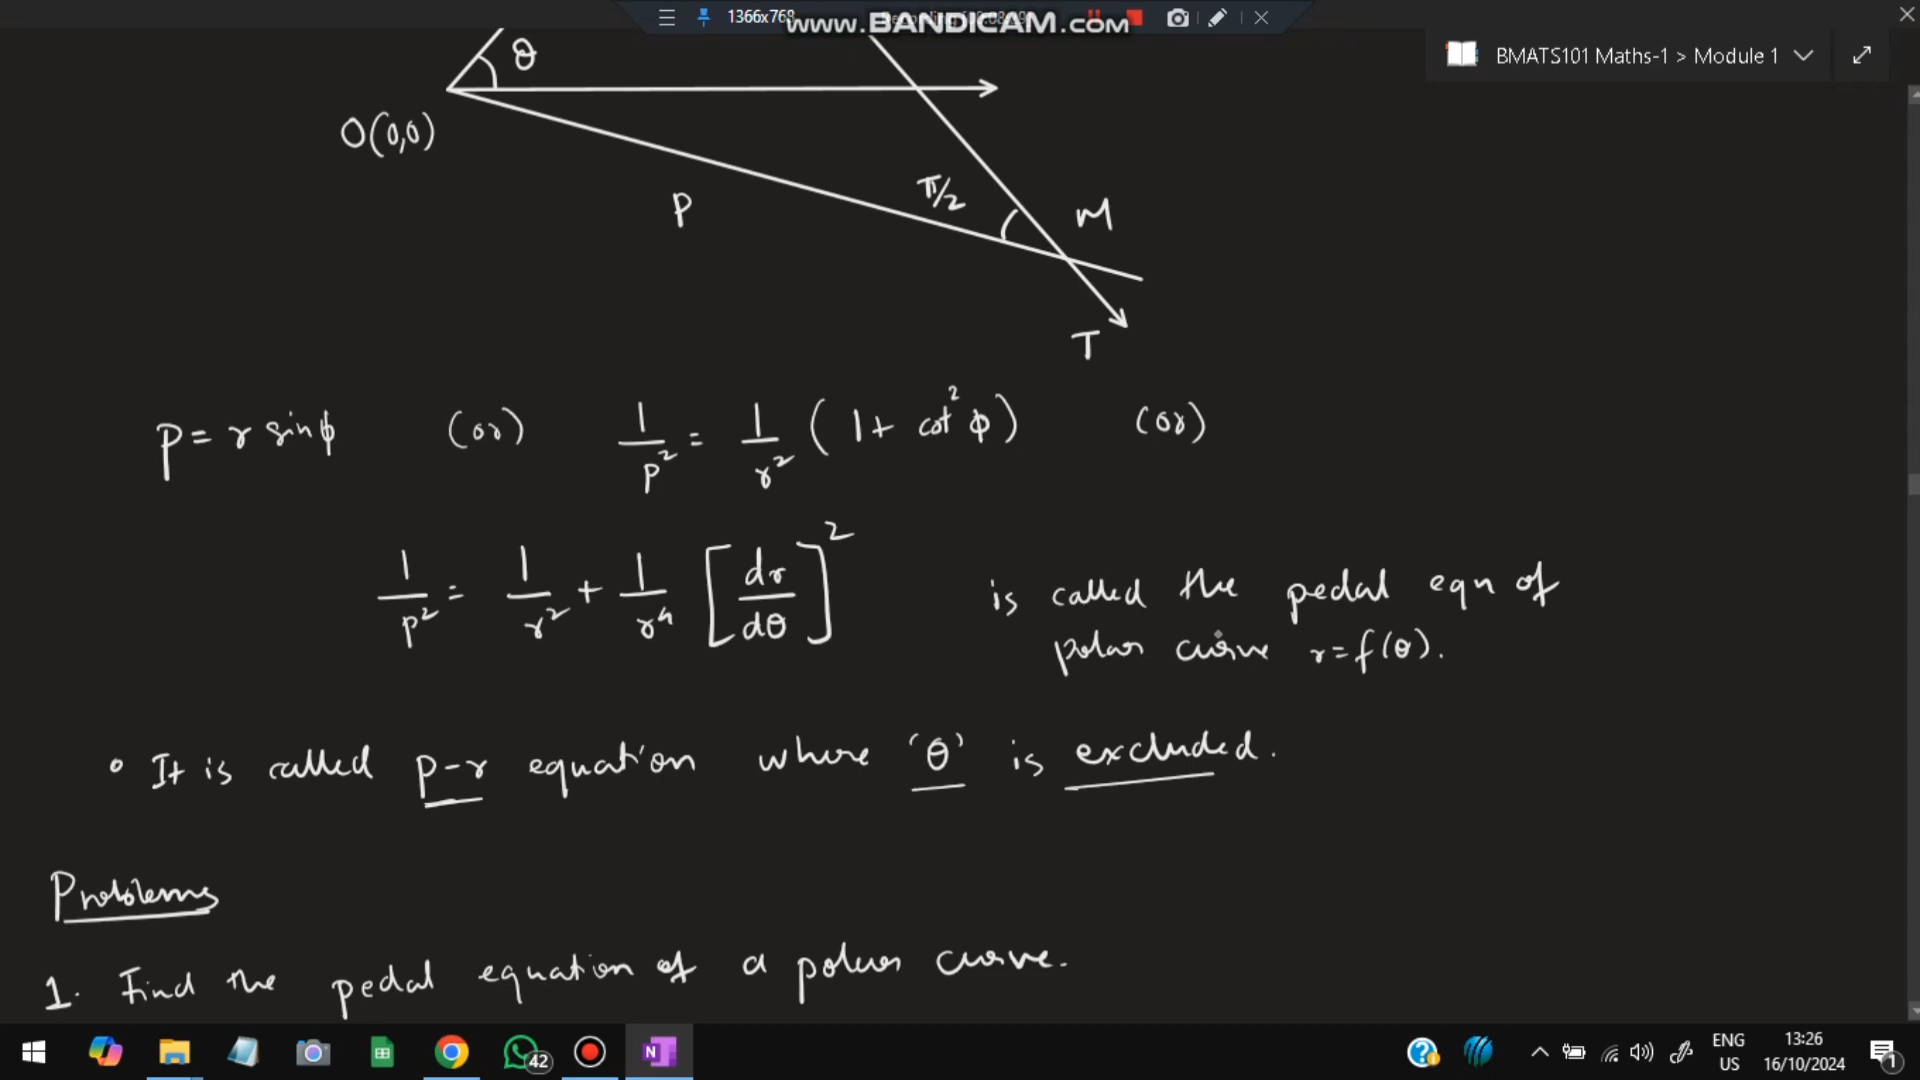 1366x768
www.BANDICAM.com
BMATS101 Maths-1 > Module 1
θ
O(0,0)
π/2
M
P
T
p = r sinϕ (or) 1/p² = 1/r² (1 + cot²ϕ) (or)
1/p² = 1/r² + 1/r⁴ [dr/dθ]² is called the pedal eqn of
polar curve r=f(θ).
• It is called p-r equation where 'θ' is excluded.
Problems
1. Find the pedal equation of a polar curve.
42
N
ENG
US
13:26
16/10/2024
1